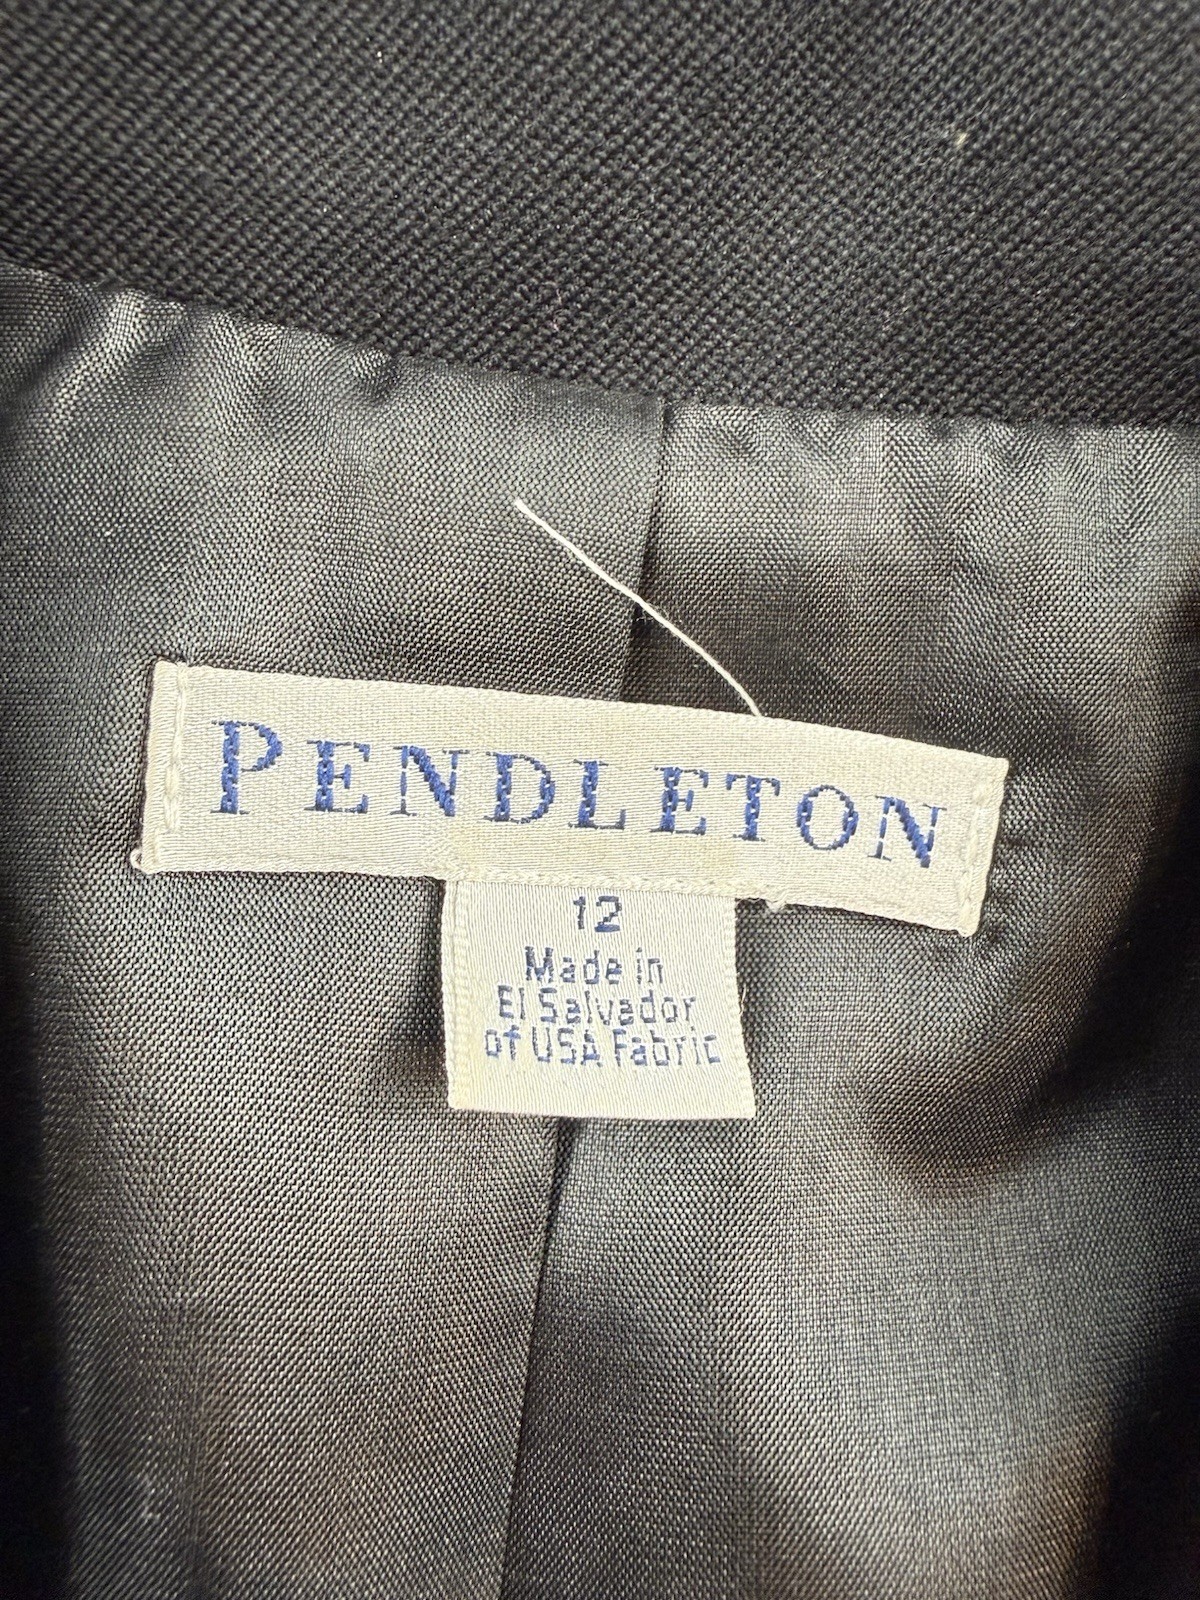 PENDLETON
12
Made in
El Salvador
of USA Fabric